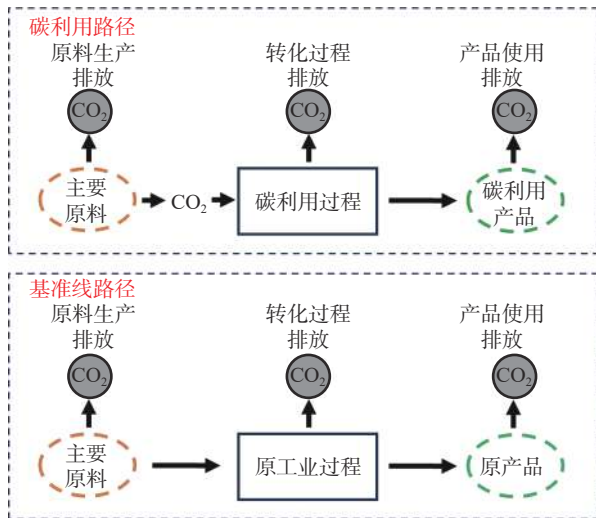 碳利用路径
原料生产
排放
转化过程
排放
产品使用
排放
CO2
CO2
CO2
主要
原料
CO2
碳利用过程
碳利用
产品
基准线路径
原料生产
排放
转化过程
排放
产品使用
排放
CO2
CO2
CO2
主要
原料
原工业过程
原产品